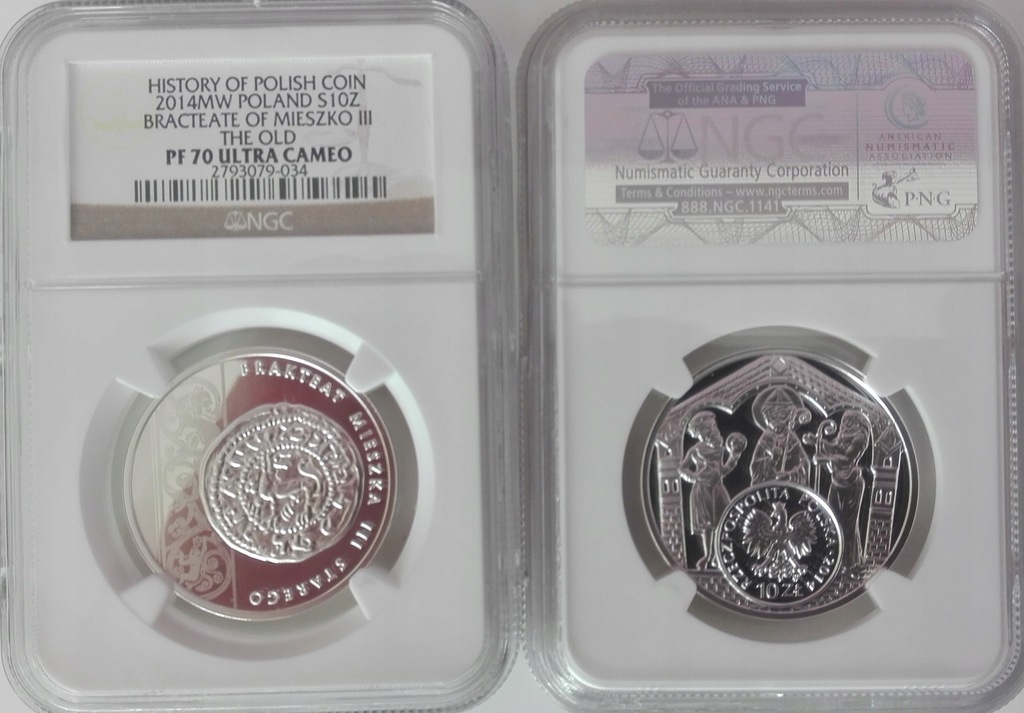 HISTORY OF POLISH COIN
2014MW POLAND S10Z
BRACTEATE OF MIESZKO III
THE OLD
PF 70 ULTRA CAMEO
2793079-034
NGC
BRAKTEAT MIESZKA III STAREGO
The Official Grading Service
of the ANA & PNG
NGC
Numismatic Guaranty Corporation
Terms & Conditions – www.ngcterms.com
888.NGC.1141
AMERICAN
NUMISMATIC
ASSOCIATION
PNG
RZECZPOSPOLITA POLSKA 2014
10 ZŁ